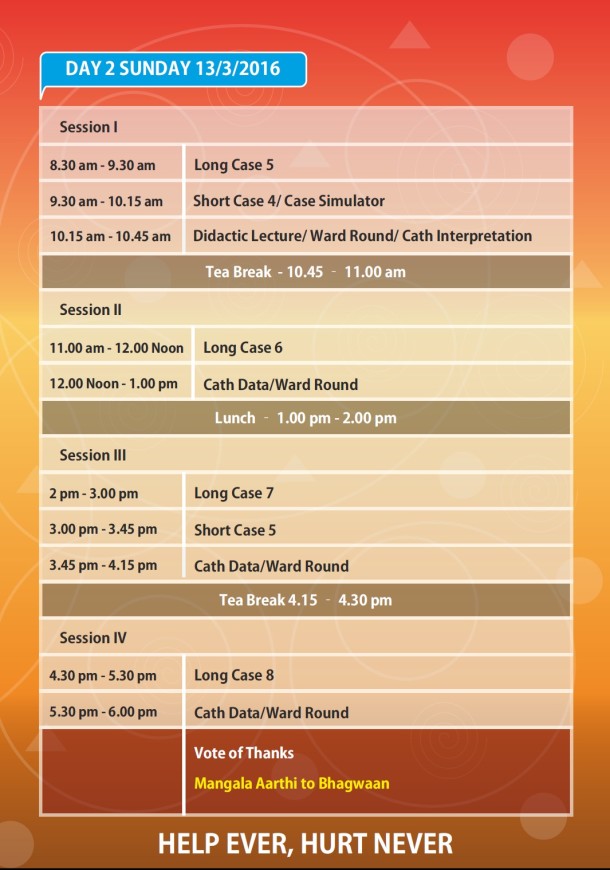 DAY 2 SUNDAY 13/3/2016
Session I
8.30 am - 9.30 am Long Case 5
9.30 am - 10.15 am Short Case 4/ Case Simulator
10.15 am - 10.45 am Didactic Lecture/ Ward Round/ Cath Interpretation
Tea Break - 10.45 - 11.00 am
Session II
11.00 am - 12.00 Noon Long Case 6
12.00 Noon - 1.00 pm Cath Data/Ward Round
Lunch - 1.00 pm - 2.00 pm
Session III
2 pm - 3.00 pm Long Case 7
3.00 pm - 3.45 pm Short Case 5
3.45 pm - 4.15 pm Cath Data/Ward Round
Tea Break 4.15 - 4.30 pm
Session IV
4.30 pm - 5.30 pm Long Case 8
5.30 pm - 6.00 pm Cath Data/Ward Round
Vote of Thanks
Mangala Aarthi to Bhagwaan
HELP EVER, HURT NEVER